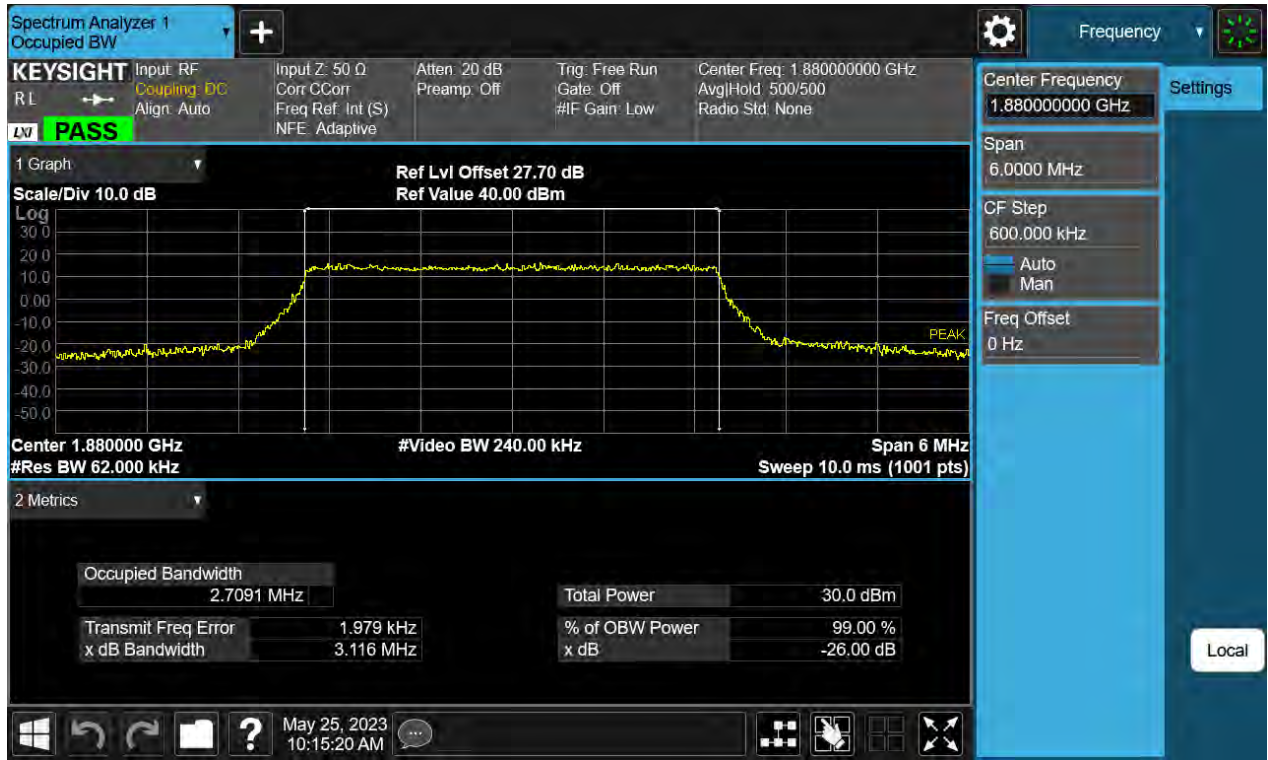 Spectrum Analyzer 1
Occupied BW
+
Frequency
KEYSIGHT
RL
LXI
PASS
Input: RF
Coupling: DC
Align: Auto
Input Z: 50 Ω
Corr CCorr
Freq Ref: Int (S)
NFE: Adaptive
Atten: 20 dB
Preamp: Off
Trig: Free Run
Gate: Off
#IF Gain: Low
Center Freq: 1.880000000 GHz
Avg|Hold: 500/500
Radio Std: None
Center Frequency
1.880000000 GHz
Settings
Span
6.0000 MHz
CF Step
600.000 kHz
Auto
Man
Freq Offset
0 Hz
Local
1 Graph
Scale/Div 10.0 dB
Ref Lvl Offset 27.70 dB
Ref Value 40.00 dBm
Log
30.0
20.0
10.0
0.00
-10.0
-20.0
-30.0
-40.0
-50.0
PEAK
Center 1.880000 GHz
#Video BW 240.00 kHz
Span 6 MHz
#Res BW 62.000 kHz
Sweep 10.0 ms (1001 pts)
2 Metrics
Occupied Bandwidth
2.7091 MHz
Total Power 30.0 dBm
Transmit Freq Error 1.979 kHz
% of OBW Power 99.00 %
x dB Bandwidth 3.116 MHz
x dB -26.00 dB
?
May 25, 2023
10:15:20 AM